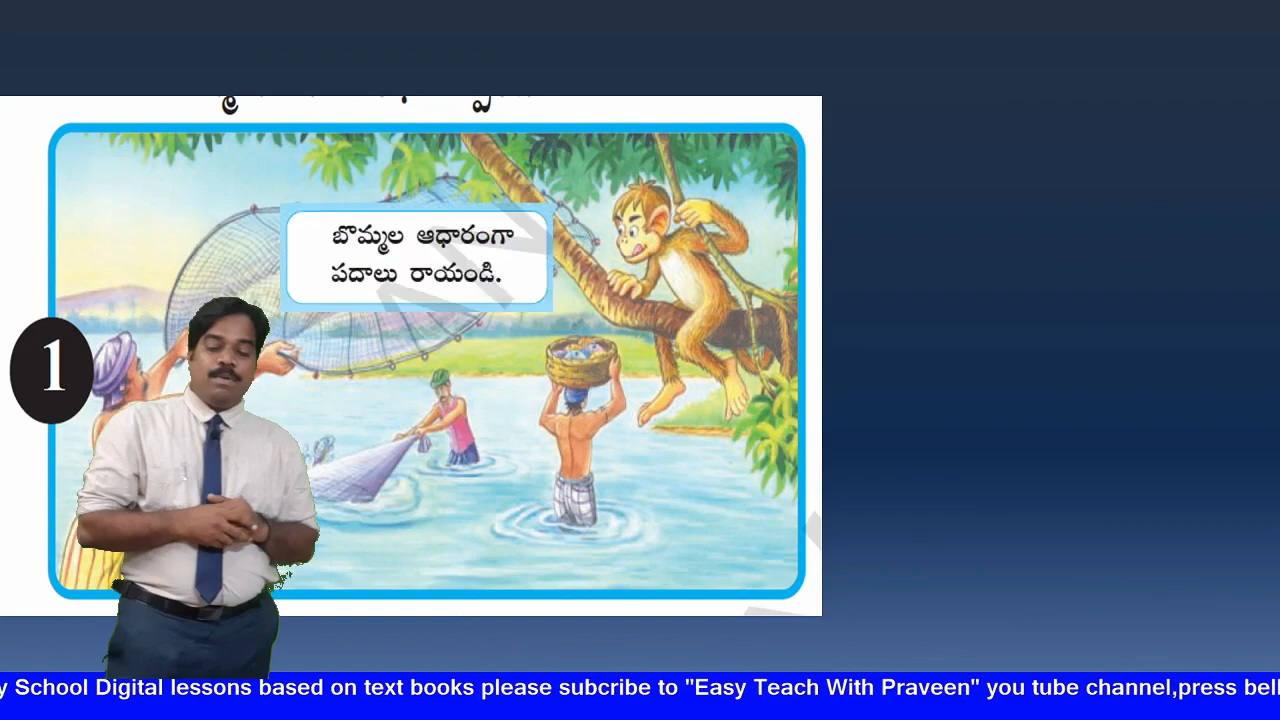 బొమ్మల ఆధారంగా
పదాలు రాయండి.
1
y School Digital lessons based on text books please subcribe to "Easy Teach With Praveen" you tube channel,press bell